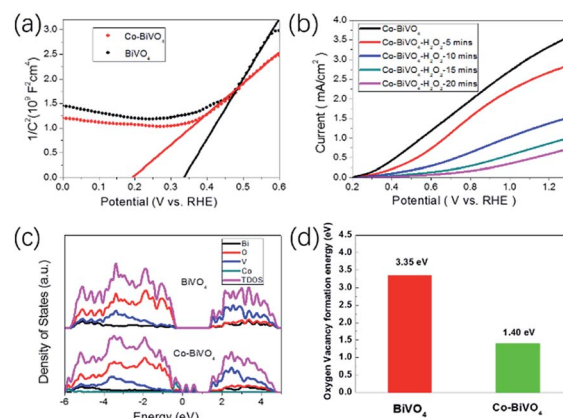 (a)
Co-BiVO₄
BiVO₄
1/C²(10⁹ F²cm⁴)
3.0
2.5
2.0
1.5
1.0
0.5
0.0
0.0 0.1 0.2 0.3 0.4 0.5 0.6
Potential (V vs. RHE)
(b)
Co-BiVO₄
Co-BiVO₄-H₂O₂-5 mins
Co-BiVO₄-H₂O₂-10 mins
Co-BiVO₄-H₂O₂-15 mins
Co-BiVO₄-H₂O₂-20 mins
Current ( mA/cm²)
4.0
3.5
3.0
2.5
2.0
1.5
1.0
0.5
0.0
0.2 0.4 0.6 0.8 1.0 1.2
Potential ( V vs. RHE)
(c)
Bi
O
V
Co
TDOS
BiVO₄
Co-BiVO₄
Density of States (a.u.)
-6 -4 -2 0 2 4
Energy (eV)
(d)
Oxygen Vacancy formation energy (eV)
4.5
4.0
3.5
3.0
2.5
2.0
1.5
1.0
0.5
0.0
3.35 eV
1.40 eV
BiVO₄
Co-BiVO₄